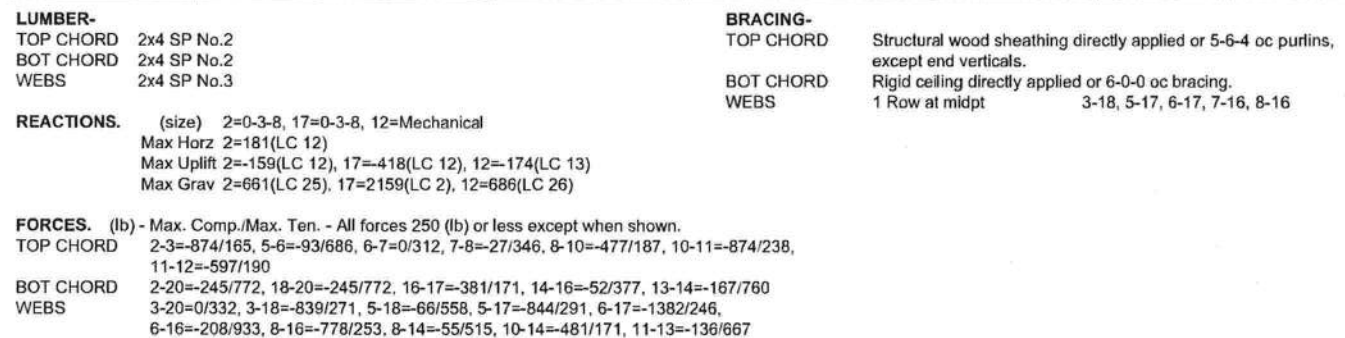 LUMBER-
TOP CHORD 2x4 SP No.2
BOT CHORD 2x4 SP No.2
WEBS 2x4 SP No.3
BRACING-
TOP CHORD Structural wood sheathing directly applied or 5-6-4 oc purlins,
except end verticals.
BOT CHORD Rigid ceiling directly applied or 6-0-0 oc bracing.
WEBS 1 Row at midpt 3-18, 5-17, 6-17, 7-16, 8-16
REACTIONS. (size) 2=0-3-8, 17=0-3-8, 12=Mechanical
Max Horz 2=181(LC 12)
Max Uplift 2=-159(LC 12), 17=-418(LC 12), 12=-174(LC 13)
Max Grav 2=661(LC 25), 17=2159(LC 2), 12=686(LC 26)
FORCES. (lb) - Max. Comp./Max. Ten. - All forces 250 (lb) or less except when shown.
TOP CHORD 2-3=-874/165, 5-6=-93/686, 6-7=0/312, 7-8=-27/346, 8-10=-477/187, 10-11=-874/238,
11-12=-597/190
BOT CHORD 2-20=-245/772, 18-20=-245/772, 16-17=-381/171, 14-16=-52/377, 13-14=-167/760
WEBS 3-20=0/332, 3-18=-839/271, 5-18=-66/558, 5-17=-844/291, 6-17=-1382/246,
6-16=-208/933, 8-16=-778/253, 8-14=-55/515, 10-14=-481/171, 11-13=-136/667